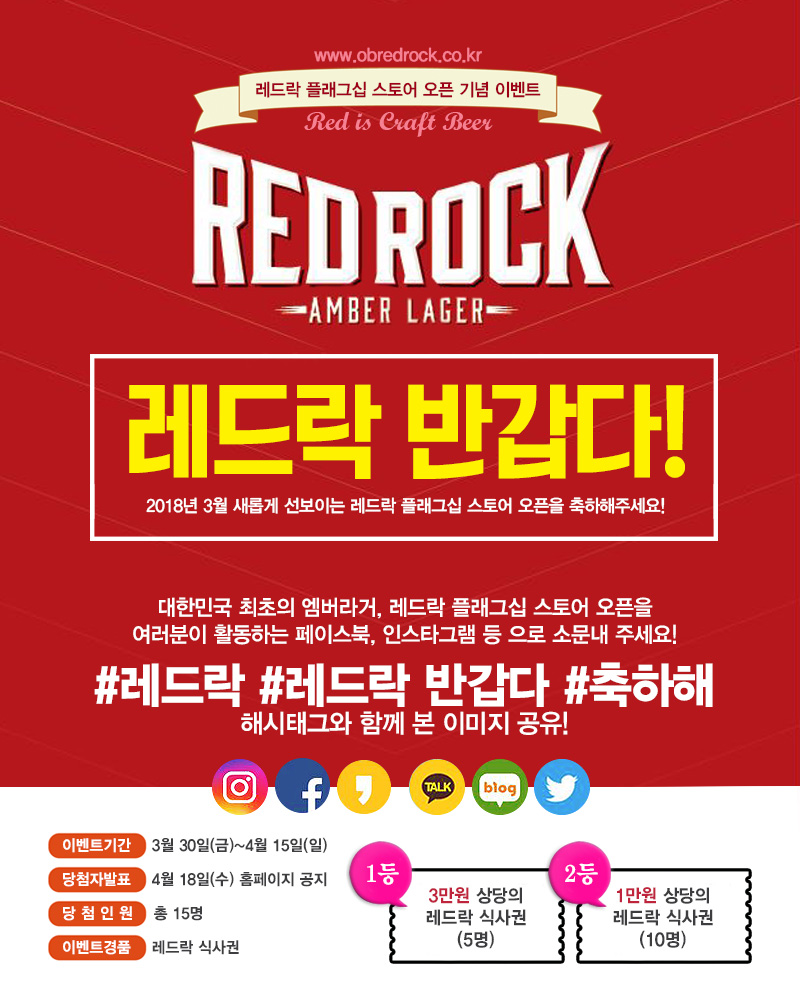 www.obredrock.co.kr
레드락 플래그십 스토어 오픈 기념 이벤트
Red is Craft Beer
RED ROCK
AMBER LAGER
레드락 반갑다!
2018년 3월 새롭게 선보이는 레드락 플래그십 스토어 오픈을 축하해주세요!
대한민국 최초의 엠버라거, 레드락 플래그십 스토어 오픈을
여러분이 활동하는 페이스북, 인스타그램 등 으로 소문내 주세요!
#레드락 #레드락 반갑다 #축하해
해시태그와 함께 본 이미지 공유!
f
TALK
blog
이벤트기간 3월 30일(금)~4월 15일(일)
당첨자발표 4월 18일(수) 홈페이지 공지
당 첨 인 원 총 15명
이벤트경품 레드락 식사권
1등
3만원 상당의
레드락 식사권
(5명)
2등
1만원 상당의
레드락 식사권
(10명)